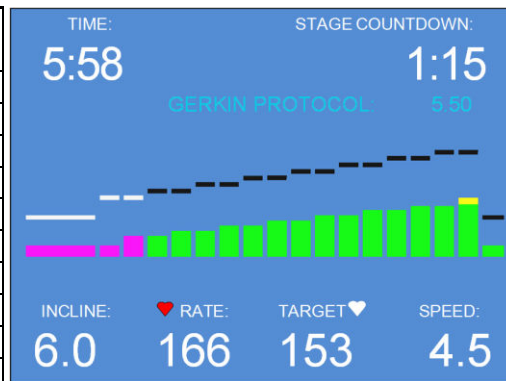 TIME: STAGE COUNTDOWN:
5:58 1:15
GERKIN PROTOCOL: 5.50
INCLINE: RATE: TARGET SPEED:
6.0 166 153 4.5